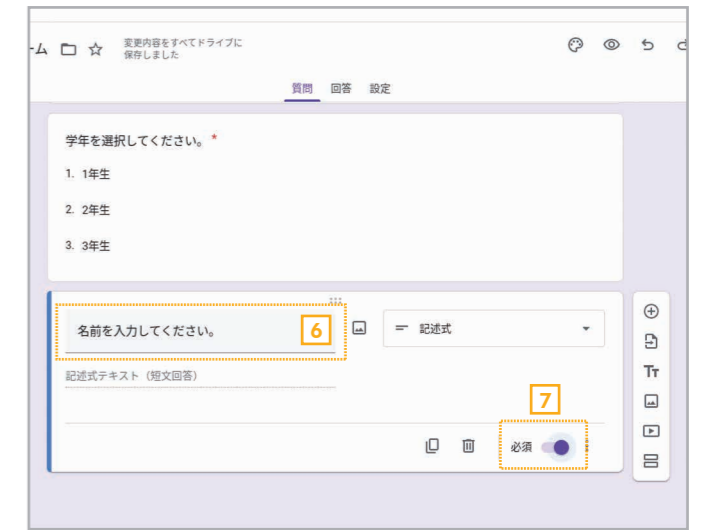 -ム
変更内容をすべてドライブに
保存しました
質問 回答 設定
学年を選択してください。*
1. 1年生
2. 2年生
3. 3年生
名前を入力してください。 6
記述式
記述式テキスト（短文回答）
7
必須
Tт